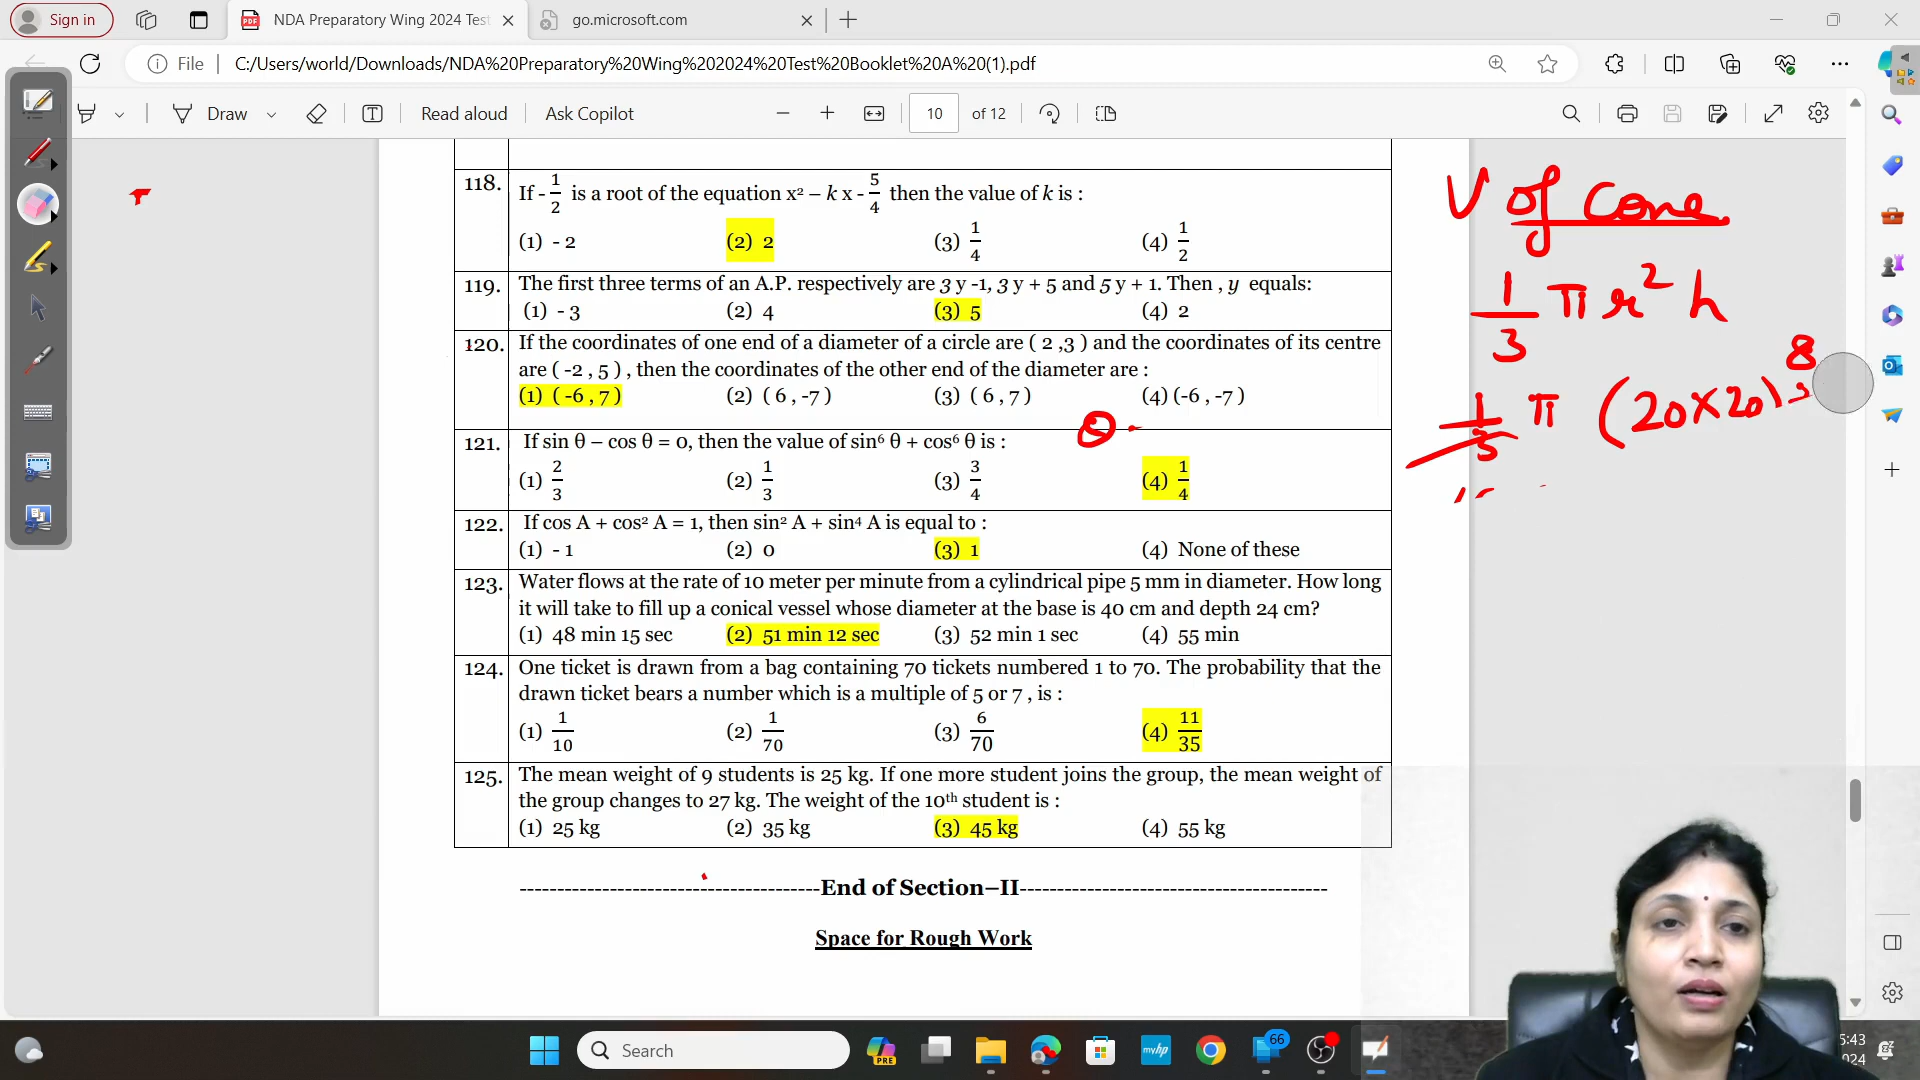 Sign in
NDA Preparatory Wing 2024 Test
go.microsoft.com
File
C:/Users/world/Downloads/NDA%20Preparatory%20Wing%202024%20Test%20Booklet%20A%20(1).pdf
Draw
Read aloud
Ask Copilot
10 of 12
118. If - 1/2 is a root of the equation x² – k x - 5/4 then the value of k is :
(1) - 2 (2) 2 (3) 1/4 (4) 1/2
119. The first three terms of an A.P. respectively are 3 y -1, 3 y + 5 and 5 y + 1. Then , y equals:
(1) - 3 (2) 4 (3) 5 (4) 2
120. If the coordinates of one end of a diameter of a circle are ( 2 ,3 ) and the coordinates of its centre
are ( -2 , 5 ) , then the coordinates of the other end of the diameter are :
(1) ( -6 , 7 ) (2) ( 6 , -7 ) (3) ( 6 , 7 ) (4) (-6 , -7 )
121. If sin θ – cos θ = 0, then the value of sin⁶ θ + cos⁶ θ is :
(1) 2/3 (2) 1/3 (3) 3/4 (4) 1/4
122. If cos A + cos² A = 1, then sin² A + sin⁴ A is equal to :
(1) - 1 (2) 0 (3) 1 (4) None of these
123. Water flows at the rate of 10 meter per minute from a cylindrical pipe 5 mm in diameter. How long
it will take to fill up a conical vessel whose diameter at the base is 40 cm and depth 24 cm?
(1) 48 min 15 sec (2) 51 min 12 sec (3) 52 min 1 sec (4) 55 min
124. One ticket is drawn from a bag containing 70 tickets numbered 1 to 70. The probability that the
drawn ticket bears a number which is a multiple of 5 or 7 , is :
(1) 1/10 (2) 1/70 (3) 6/70 (4) 11/35
125. The mean weight of 9 students is 25 kg. If one more student joins the group, the mean weight of
the group changes to 27 kg. The weight of the 10th student is :
(1) 25 kg (2) 35 kg (3) 45 kg (4) 55 kg
End of Section–II
Space for Rough Work
V of cone
1/3 π r² h
8
1/3 π (20×20)
Search
PRE
myhp
66
5:43
024